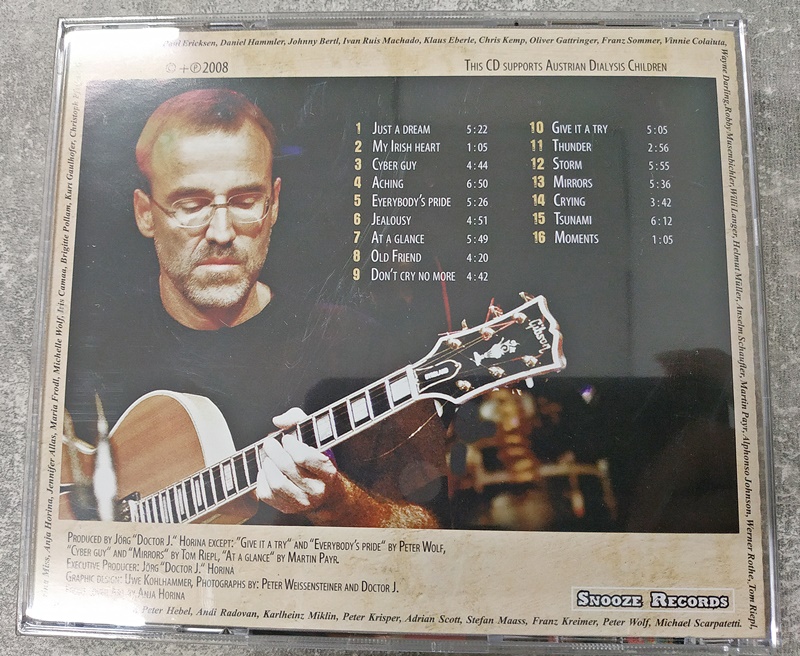 Paul Ericksen, Daniel Hammler, Johnny Bertl, Ivan Ruis Machado, Klaus Eberle, Chris Kemp, Oliver Gattringer, Franz Sommer, Vinnie Colaiuta,
© + ℗ 2008
THIS CD SUPPORTS AUSTRIAN DIALYSIS CHILDREN
1 JUST A DREAM 5:22
2 MY IRISH HEART 1:05
3 CYBER GUY 4:44
4 ACHING 6:50
5 EVERYBODY'S PRIDE 5:26
6 JEALOUSY 4:51
7 AT A GLANCE 5:49
8 OLD FRIEND 4:20
9 DON'T CRY NO MORE 4:42
10 GIVE IT A TRY 5:05
11 THUNDER 2:56
12 STORM 5:55
13 MIRRORS 5:36
14 CRYING 3:42
15 TSUNAMI 6:12
16 MOMENTS 1:05
Gibson
Wayne Darling, Robby Musenbichler, Willi Langer, Helmut Müller, Anselm Schaufler, Martin Payr, Alphonso Johnson, Werner Rothe, Tom Riepl,
Anja Horina, Jennifer Allas, Maria Frodl, Michelle Wolf, Iris Camaa, Brigitte Pollam, Kurt Gaulhofer, Christoph
PRODUCED BY JÖRG "DOCTOR J." HORINA EXCEPT: "GIVE IT A TRY" AND "EVERYBODY'S PRIDE" BY PETER WOLF,
"CYBER GUY" AND "MIRRORS" BY TOM RIEPL, "AT A GLANCE" BY MARTIN PAYR.
EXECUTIVE PRODUCER: JÖRG "DOCTOR J." HORINA
GRAPHIC DESIGN: UWE KOHLHAMMER, PHOTOGRAPHS BY: PETER WEISSENSTEINER AND DOCTOR J.
BY ANJA HORINA
SNOOZE RECORDS
Peter Hebel, Andi Radovan, Karlheinz Miklin, Peter Krisper, Adrian Scott, Stefan Maass, Franz Kreimer, Peter Wolf, Michael Scarpatetti.